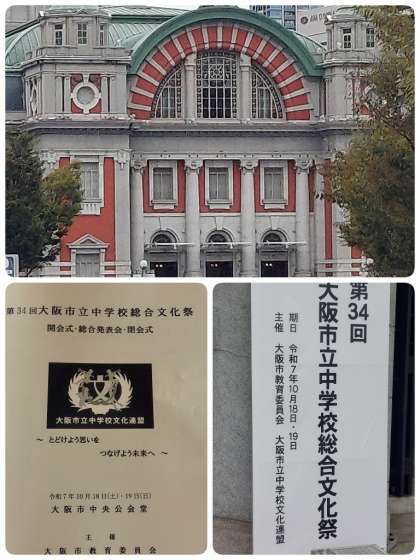 第34回大阪市立中学校総合文化祭
開会式・総合発表会・閉会式
大阪市立中学校文化連盟
～ とどけよう思いを
つなげよう未来へ ～
令和7年10月18日(土)・19日(日)
大阪市中央公会堂
主催
大阪市教育委員会
第34回
大阪市立中学校総合文化祭
期日 令和7年10月18日・19日
主催 大阪市教育委員会 大阪市立中学校文化連盟